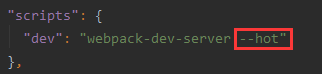 "scripts": {
"dev": "webpack-dev-server --hot"
},